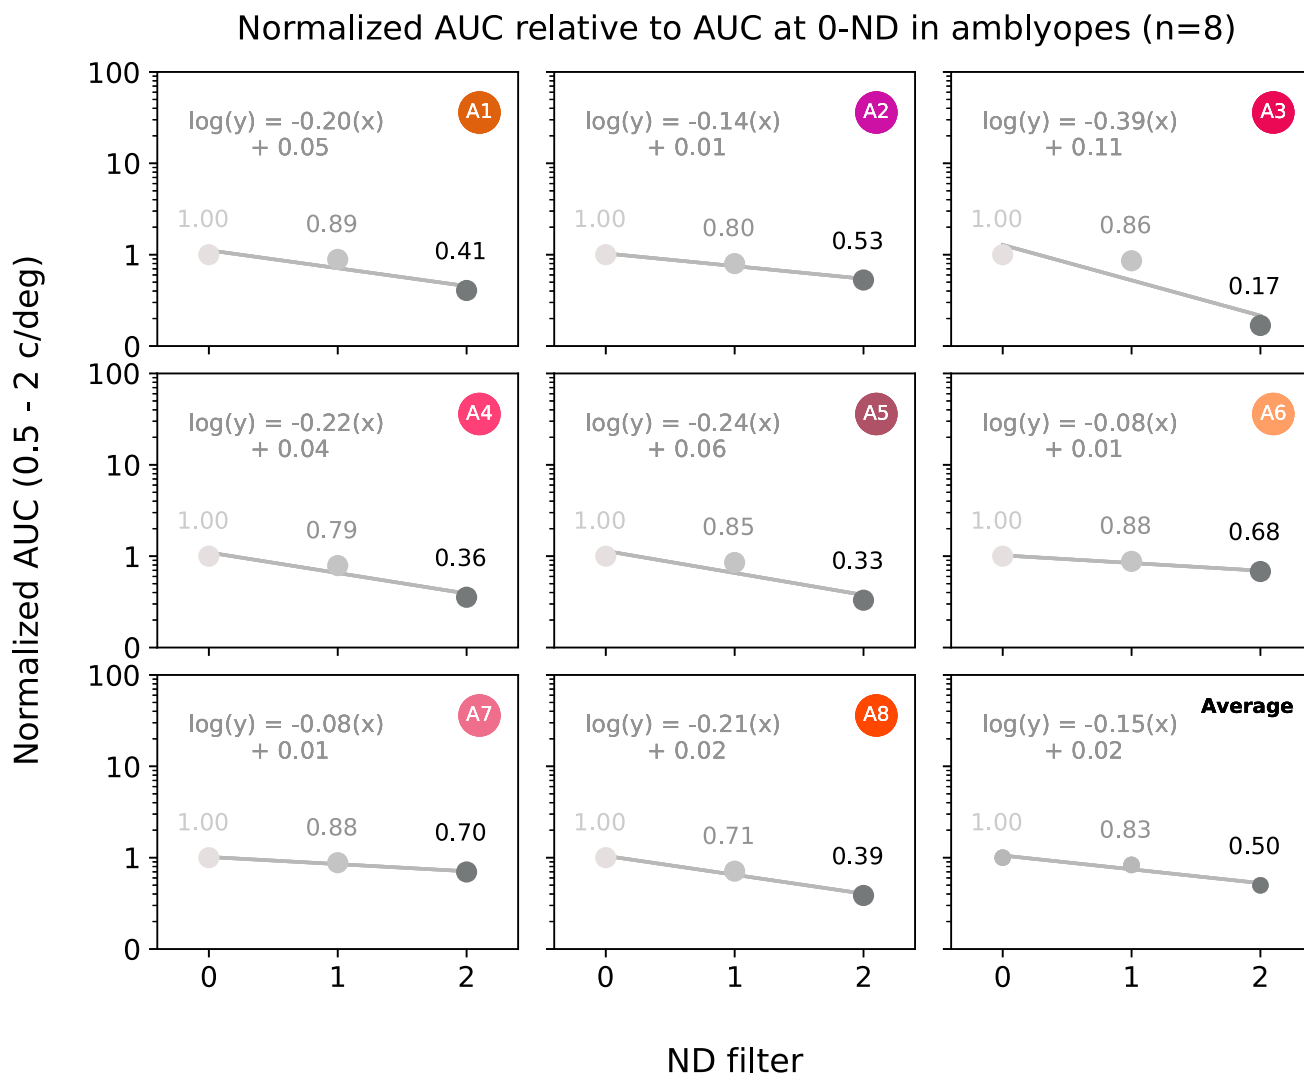 Normalized AUC relative to AUC at 0-ND in amblyopes (n=8)
Normalized AUC (0.5 - 2 c/deg)
100
10
1
0
log(y) = -0.20(x)
+ 0.05
A1
1.00
0.89
0.41
log(y) = -0.14(x)
+ 0.01
A2
1.00
0.80
0.53
log(y) = -0.39(x)
+ 0.11
A3
1.00
0.86
0.17
100
10
1
0
log(y) = -0.22(x)
+ 0.04
A4
1.00
0.79
0.36
log(y) = -0.24(x)
+ 0.06
A5
1.00
0.85
0.33
log(y) = -0.08(x)
+ 0.01
A6
1.00
0.88
0.68
100
10
1
0
log(y) = -0.08(x)
+ 0.01
A7
1.00
0.88
0.70
log(y) = -0.21(x)
+ 0.02
A8
1.00
0.71
0.39
log(y) = -0.15(x)
+ 0.02
Average
1.00
0.83
0.50
0 1 2
0 1 2
0 1 2
ND filter